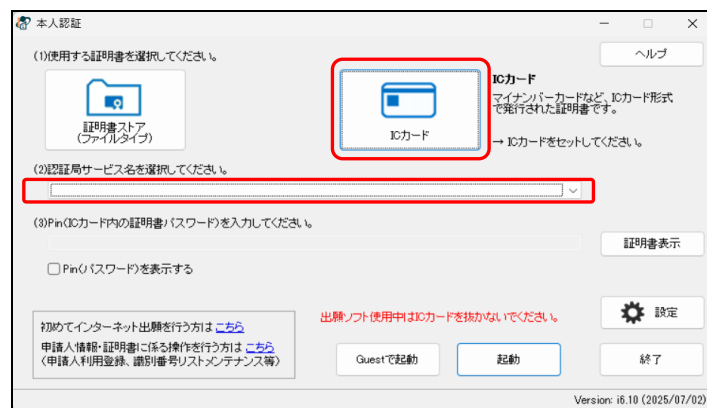 本人認証
(1)使用する証明書を選択してください。
ヘルプ
証明書ストア
(ファイルタイプ)
ICカード
ICカード
マイナンバーカードなど、ICカード形式
で発行された証明書です。
→ ICカードをセットしてください。
(2)認証局サービス名を選択してください。
(3)Pin(ICカード内の証明書パスワード)を入力してください。
証明書表示
Pin(パスワード)を表示する
初めてインターネット出願を行う方は こちら
申請人情報・証明書に係る操作を行う方は こちら
(申請人利用登録、識別番号リストメンテナンス等)
出願ソフト使用中はICカードを抜かないでください。
設定
Guestで起動
起動
終了
Version: i6.10 (2025/07/02)